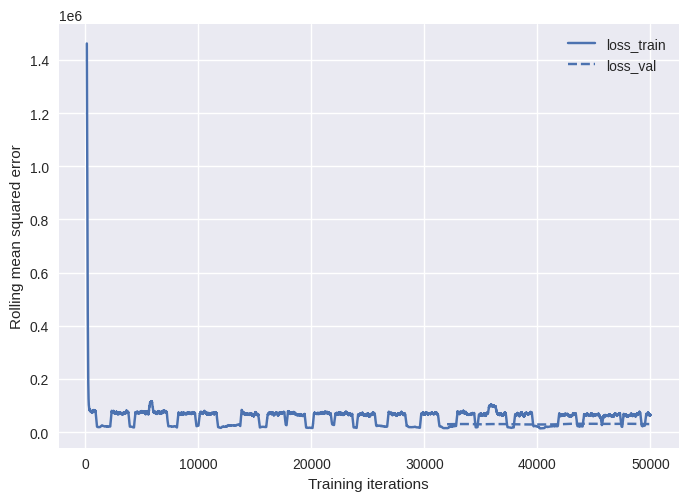 1e6
1.4
1.2
1.0
0.8
0.6
0.4
0.2
0.0
Rolling mean squared error
loss_train
loss_val
0 10000 20000 30000 40000 50000
Training iterations